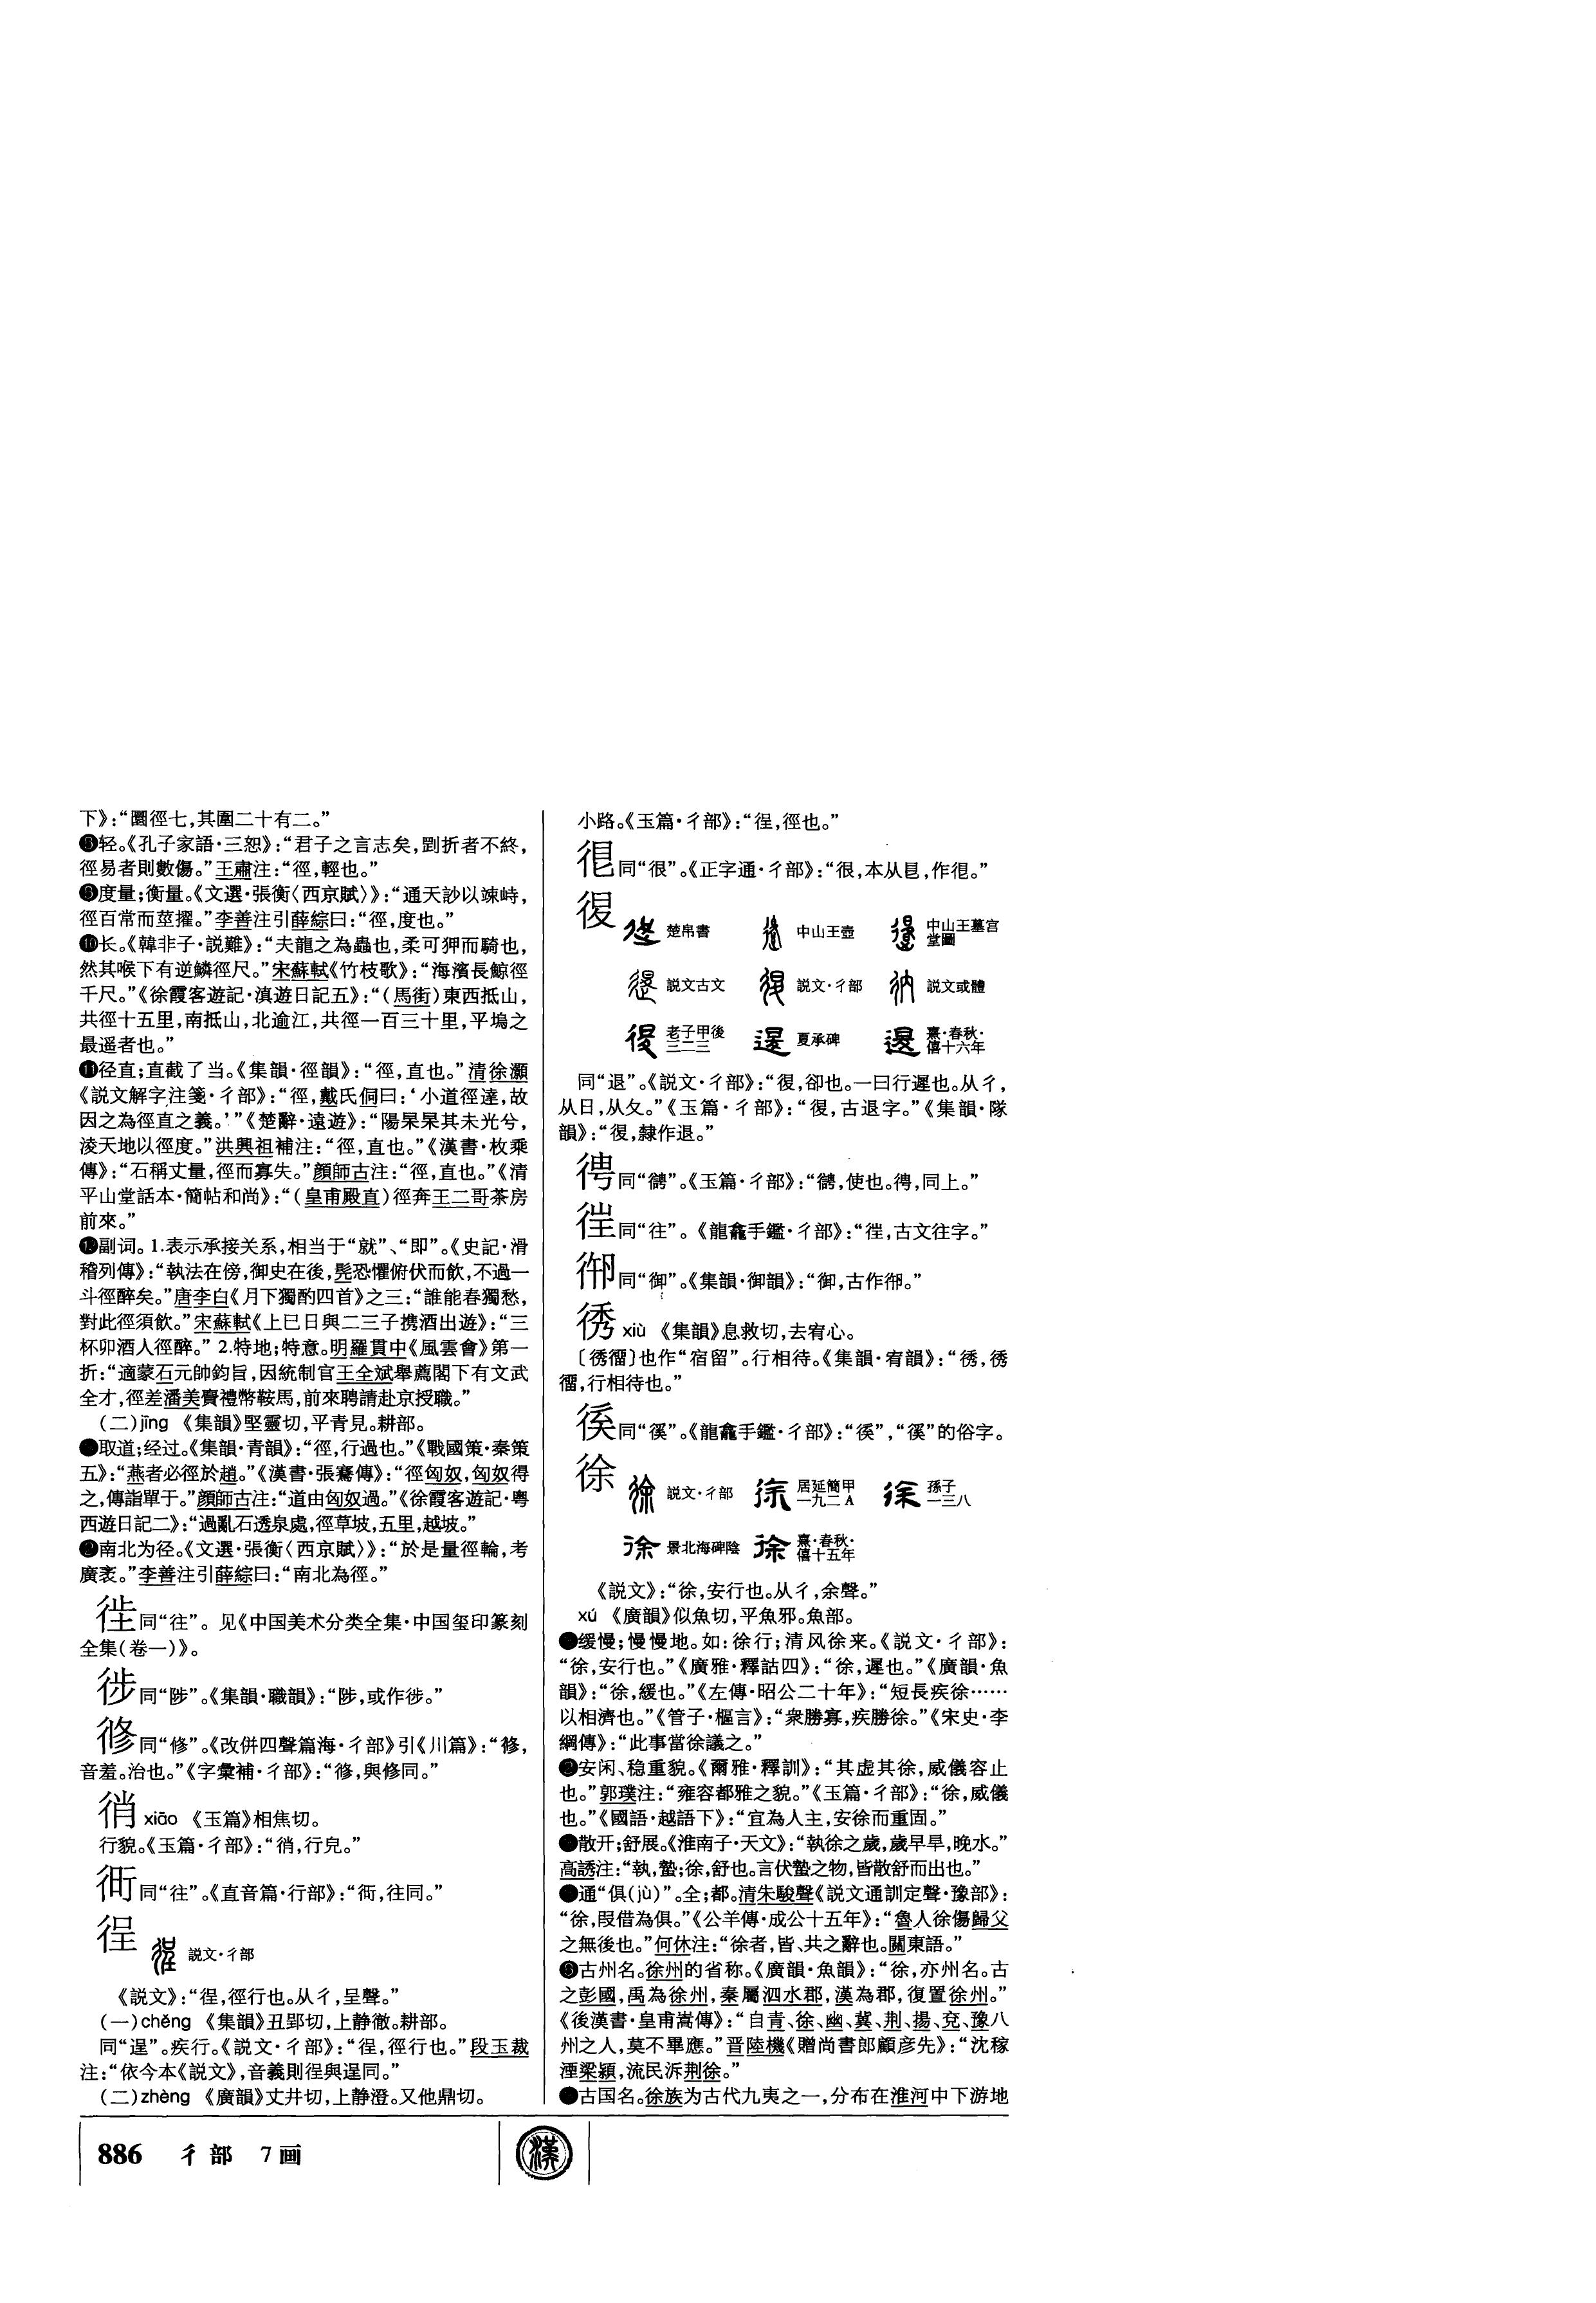 下》:“圜徑七,其圍二十有二。”
❽轻。《孔子家語·三恕》:“君子之言志矣,剄折者不終,
徑易者則數傷。”王肅注:“徑,輕也。”
❾度量;衡量。《文選·張衡〈西京賦〉》:“通天訬以竦峙,
徑百常而莖擢。”李善注引薛綜曰:“徑,度也。”
❿长。《韓非子·説難》:“夫龍之為蟲也,柔可狎而騎也,
然其喉下有逆鱗徑尺。”宋蘇軾《竹枝歌》:“海濱長鯨徑
千尺。”《徐霞客遊記·滇遊日記五》:“(馬街)東西抵山,
共徑十五里,南抵山,北逾江,共徑一百三十里,平塢之
最遥者也。”
⓫径直;直截了当。《集韻·徑韻》:“徑,直也。”清徐灝
《説文解字注箋·彳部》:“徑,戴氏侗曰:‘小道徑達,故
因之為徑直之義。’”《楚辭·遠遊》:“陽杲杲其未光兮,
淩天地以徑度。”洪興祖補注:“徑,直也。”《漢書·枚乘
傳》:“石稱丈量,徑而寡失。”顔師古注:“徑,直也。”《清
平山堂話本·簡帖和尚》:“(皇甫殿直)徑奔王二哥茶房
前來。”
⓬副词。1.表示承接关系,相当于“就”、“即”。《史記·滑
稽列傳》:“執法在傍,御史在後,髡恐懼俯伏而飲,不過一
斗徑醉矣。”唐李白《月下獨酌四首》之三:“誰能春獨愁,
對此徑須飲。”宋蘇軾《上巳日與二三子携酒出遊》:“三
杯卯酒人徑醉。”2.特地;特意。明羅貫中《風雲會》第一
折:“適蒙石元帥鈞旨,因統制官王全斌舉薦閣下有文武
全才,徑差潘美賫禮幣鞍馬,前來聘請赴京授職。”
(二)jīng 《集韻》堅靈切,平青見。耕部。
❶取道;经过。《集韻·青韻》:“徑,行過也。”《戰國策·秦策
五》:“燕者必徑於趙。”《漢書·張騫傳》:“徑匈奴,匈奴得
之,傳詣單于。”顔師古注:“道由匈奴過。”《徐霞客遊記·粤
西遊日記二》:“過亂石透泉處,徑草坡,五里,越坡。”
❷南北为径。《文選·張衡〈西京賦〉》:“於是量徑輪,考
廣袤。”李善注引薛綜曰:“南北為徑。”
同“往”。见《中国美术分类全集·中国玺印篆刻
全集(卷一)》。
徏同“陟”。《集韻·職韻》:“陟,或作徏。”
㣊同“修”。《改併四聲篇海·彳部》引《川篇》:“㣊,
音羞。治也。”《字彙補·彳部》:“㣊,與修同。”
𢓮xiāo 《玉篇》相焦切。
行貌。《玉篇·彳部》:“𢓮,行皃。”
同“往”。《直音篇·行部》:“,往同。”
徎
説文·彳部
《説文》:“徎,徑行也。从彳,呈聲。”
(一)chěng 《集韻》丑郢切,上静徹。耕部。
同“逞”。疾行。《説文·彳部》:“徎,徑行也。”段玉裁
注:“依今本《説文》,音義則徎與逞同。”
(二)zhèng 《廣韻》丈井切,上静澄。又他鼎切。
小路。《玉篇·彳部》:“徎,徑也。”
同“很”。《正字通·彳部》:“很,本从㫐,作。”
復
楚帛書 中山王壺 中山王墓宫堂圖
説文古文 説文·彳部 説文或體
老子甲後三二三 夏承碑 熹·春秋·僖十六年
同“退”。《説文·彳部》:“,卻也。一曰行遲也。从彳,
从日,从夊。”《玉篇·彳部》:“,古退字。”《集韻·隊
韻》:“,隸作退。”
𢓳同“”。《玉篇·彳部》:“,使也。𢓳,同上。”
徃同“往”。《龍龕手鑑·彳部》:“,古文往字。”
同“御”。《集韻·御韻》:“御,古作。”
㣜xiù 《集韻》息救切,去宥心。
〔㣜〕也作“宿留”。行相待。《集韻·宥韻》:“,
,行相待也。”
同“徯”。《龍龕手鑑·彳部》:“”,“徯”的俗字。
徐
説文·彳部 居延簡甲一九二A 孫子一三八
景北海碑陰 熹·春秋·僖十五年
《説文》:“徐,安行也。从彳,余聲。”
xú 《廣韻》似魚切,平魚邪。魚部。
❶缓慢;慢慢地。如:徐行;清风徐来。《説文·彳部》:
“徐,安行也。”《廣雅·釋詁四》:“徐,遲也。”《廣韻·魚
韻》:“徐,緩也。”《左傳·昭公二十年》:“短長疾徐……
以相濟也。”《管子·樞言》:“衆勝寡,疾勝徐。”《宋史·李
綱傳》:“此事當徐議之。”
❷安闲、稳重貌。《爾雅·釋訓》:“其虚其徐,威儀容止
也。”郭璞注:“雍容都雅之貌。”《玉篇·彳部》:“徐,威儀
也。”《國語·越語下》:“宜為人主,安徐而重固。”
❸散开;舒展。《淮南子·天文》:“執徐之歲,歲早旱,晚水。”
高誘注:“執,蟄;徐,舒也。言伏蟄之物,皆散舒而出也。”
❹通“俱(jù)”。全;都。清朱駿聲《説文通訓定聲·豫部》:
“徐,叚借為俱。”《公羊傳·成公十五年》:“魯人徐傷歸父
之無後也。”何休注:“徐者,皆、共之辭也。關東語。”
❺古州名。徐州的省称。《廣韻·魚韻》:“徐,亦州名。古
之彭國,禹為徐州,秦屬泗水郡,漢為郡,復置徐州。”
《後漢書·皇甫嵩傳》:“自青、徐、幽、冀、荆、揚、兗、豫八
州之人,莫不畢應。”晋陸機《贈尚書郎顧彦先》:“沈稼
湮梁潁,流民泝荆徐。”
❻古国名。徐族为古代九夷之一,分布在淮河中下游地
886 彳部 7画
漢